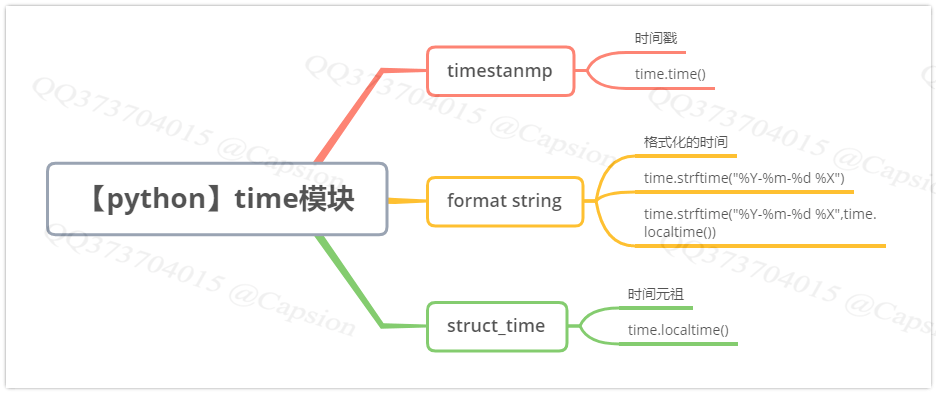 时间戳
timestanmp
time.time()
格式化的时间
【python】time模块
format string
time.strftime("%Y-%m-%d %X")
time.strftime("%Y-%m-%d %X",time.
localtime())
时间元祖
struct_time
time.localtime()
QQ373704015 @Capsion
QQ373704015 @Capsion
QQ373704015 @Capsion
QQ373704015 @Capsion
QQ373704015 @Capsion